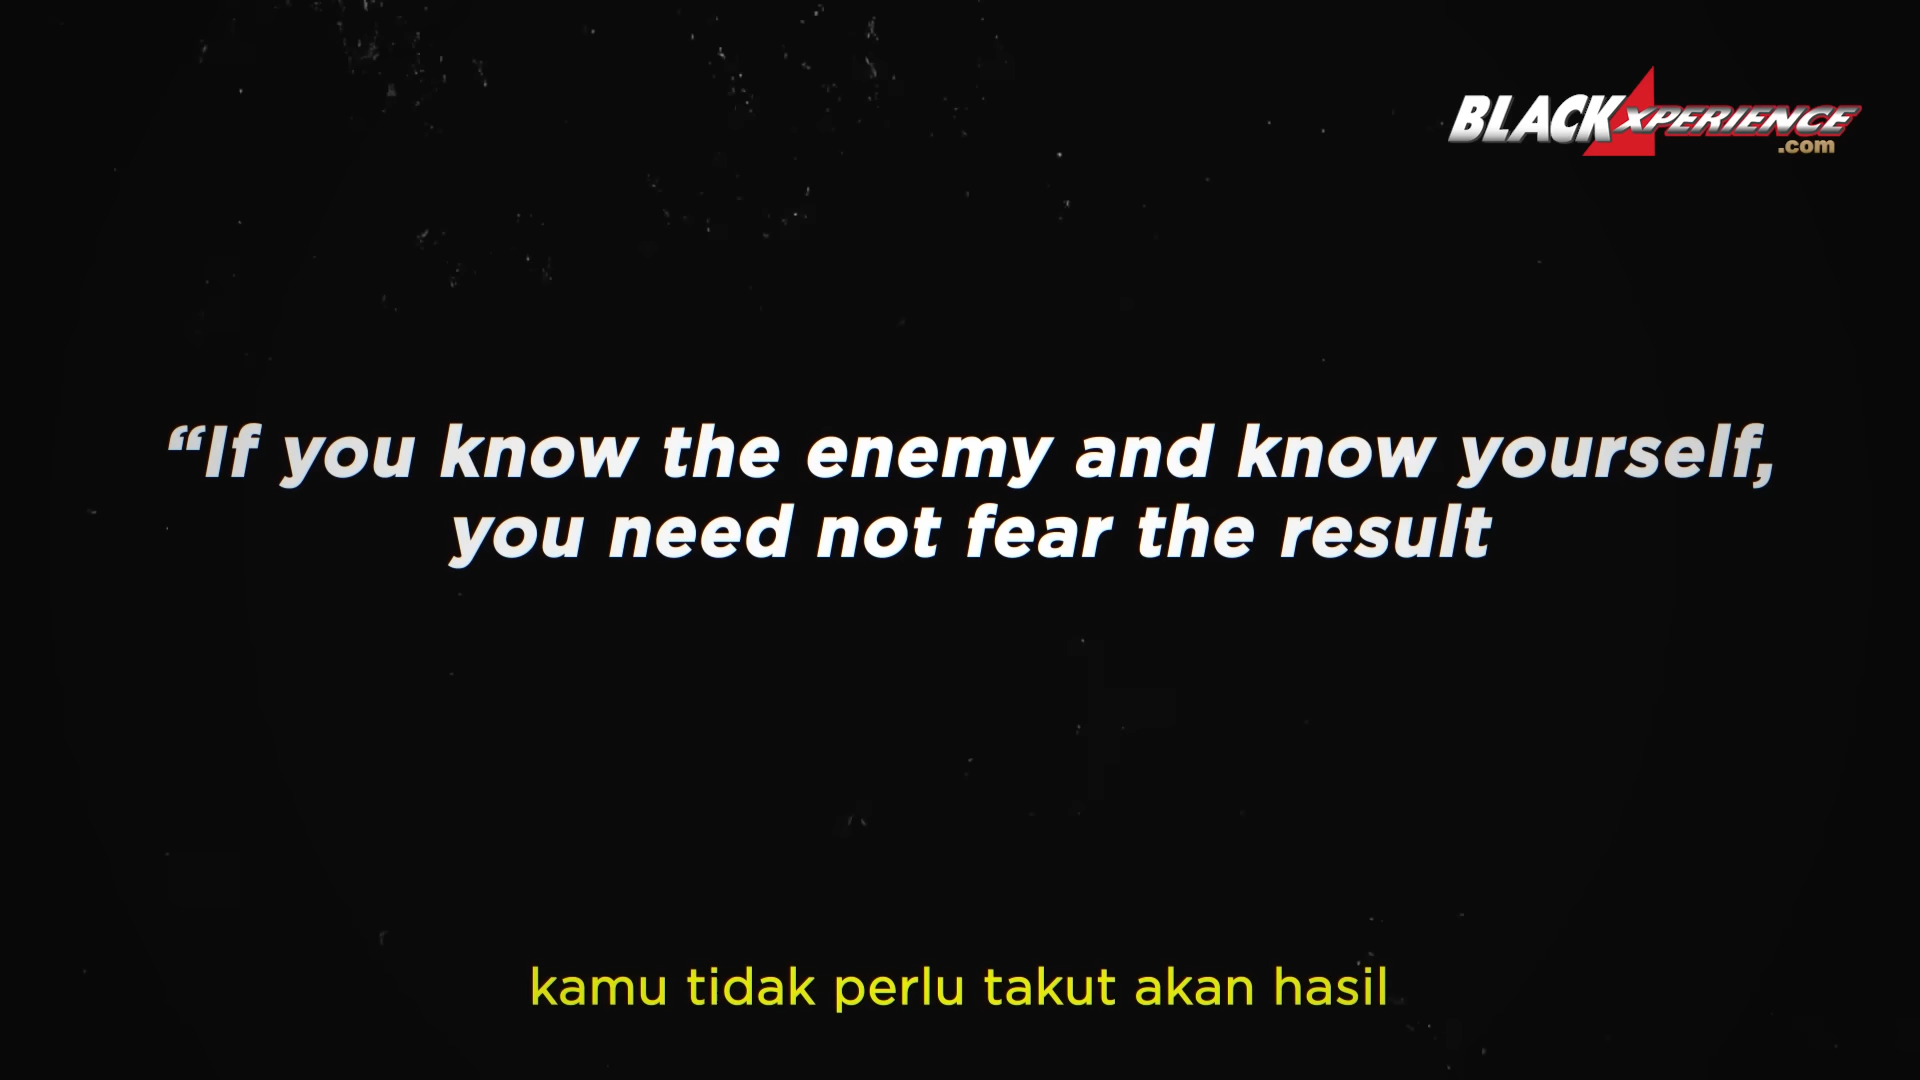 BLACKXPERIENCE
.com
“If you know the enemy and know yourself,
you need not fear the result
kamu tidak perlu takut akan hasil